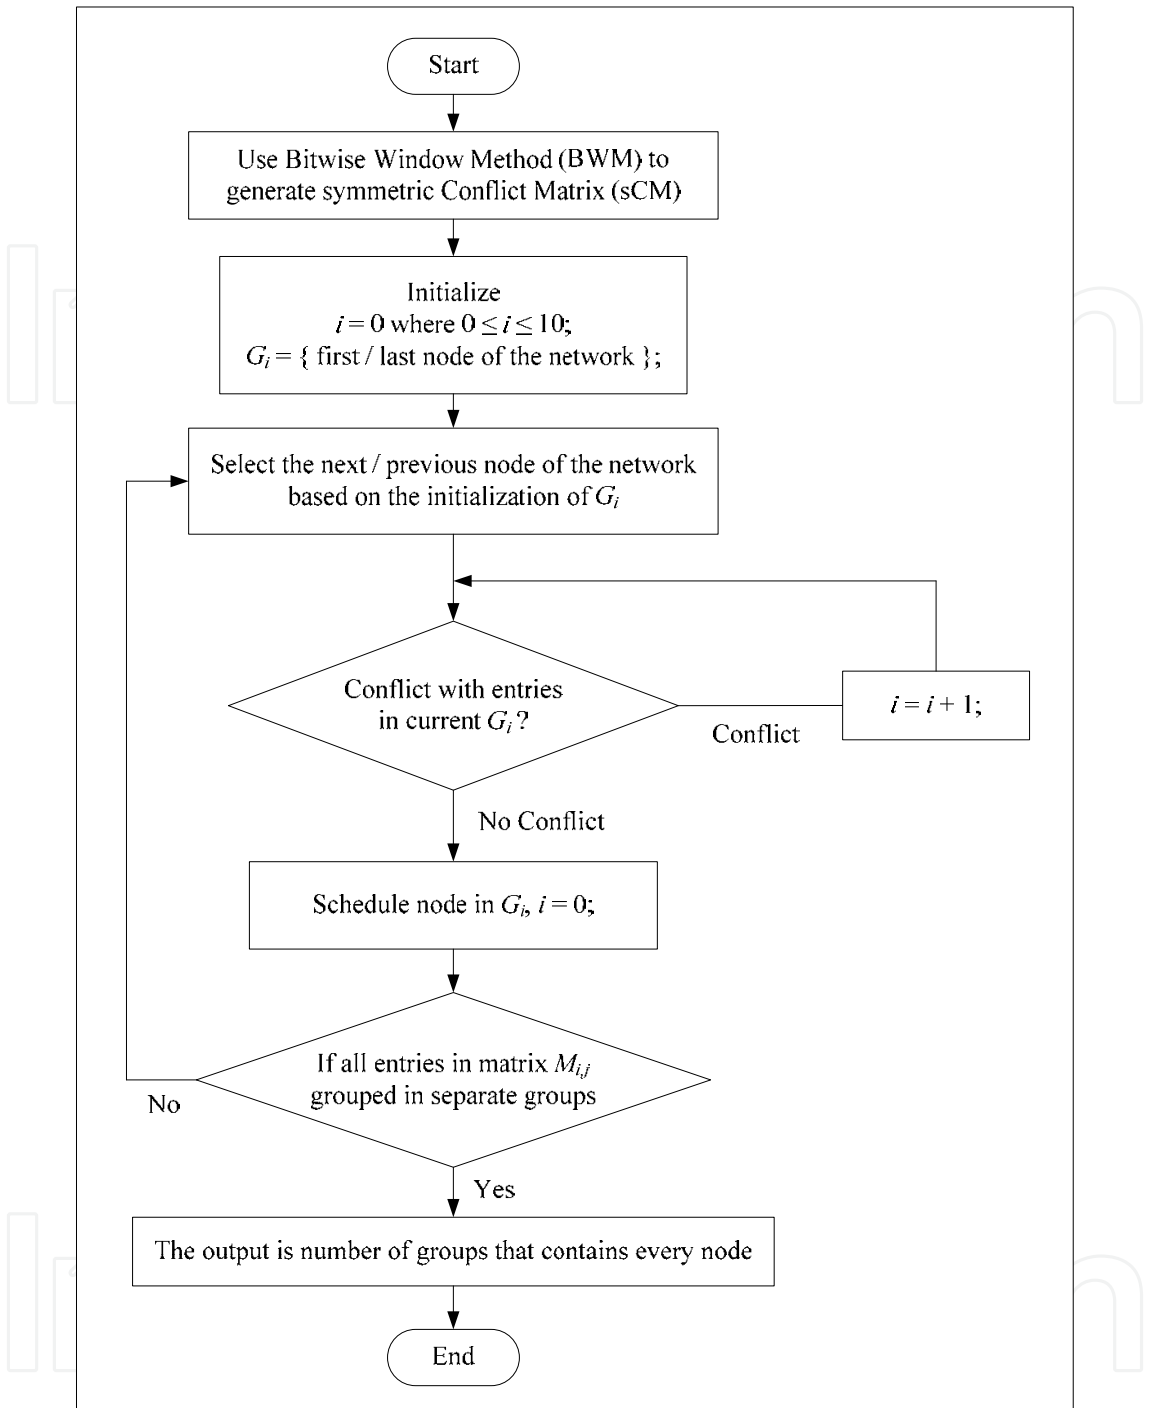 Start
Use Bitwise Window Method (BWM) to
generate symmetric Conflict Matrix (sCM)
Initialize
i = 0 where 0 ≤ i ≤ 10;
Gi = { first / last node of the network };
Select the next / previous node of the network
based on the initialization of Gi
Conflict with entries
in current Gi ?
Conflict
i = i + 1;
No Conflict
Schedule node in Gi, i = 0;
If all entries in matrix Mi,j
grouped in separate groups
No
Yes
The output is number of groups that contains every node
End